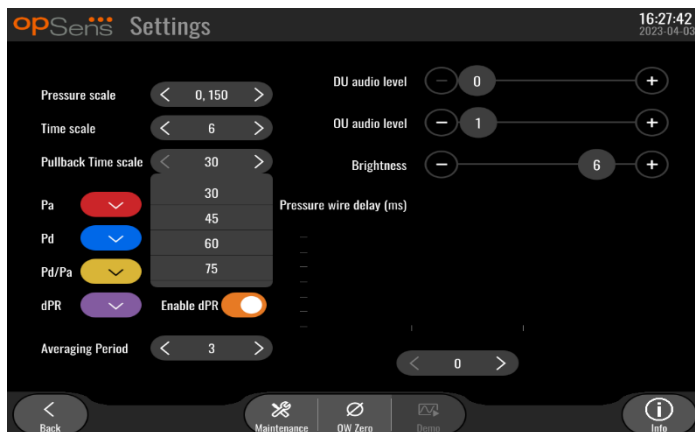 opSens Settings
16:27:42
2023-04-03
Pressure scale
0, 150
Time scale
6
Pullback Time scale
30
30
45
60
75
Pa
Pd
Pd/Pa
dPR
Enable dPR
Averaging Period
3
DU audio level
0
OU audio level
1
Brightness
6
Pressure wire delay (ms)
0
Back
Maintenance
OW Zero
Demo
Info